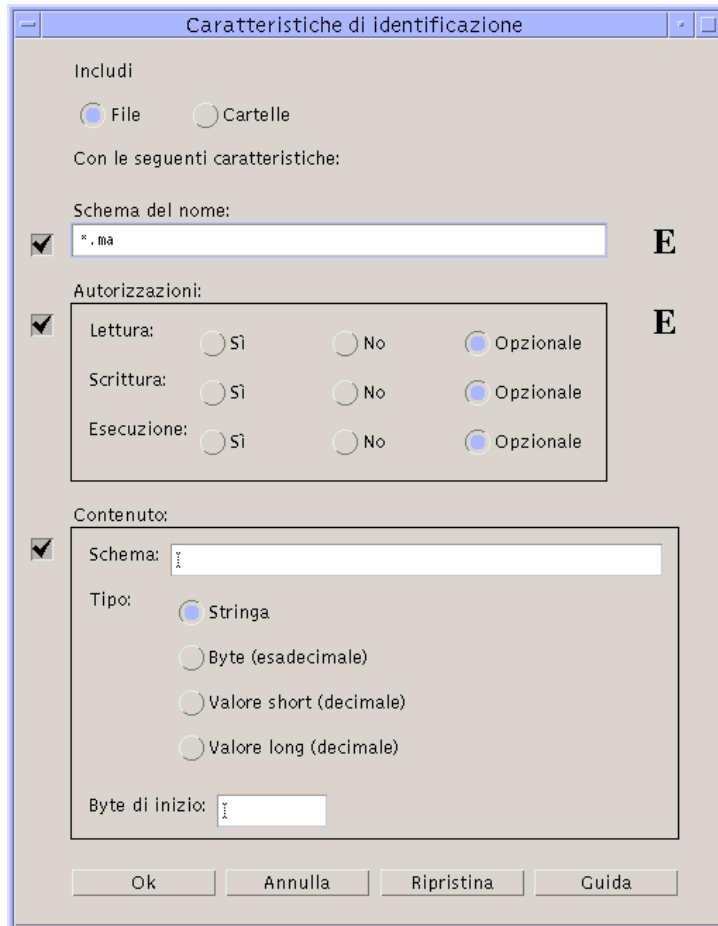 Caratteristiche di identificazione
Includi
File Cartelle
Con le seguenti caratteristiche:
Schema del nome:
*.ma E
Autorizzazioni:
Lettura: Sì No Opzionale E
Scrittura: Sì No Opzionale
Esecuzione: Sì No Opzionale
Contenuto:
Schema:
Tipo: Stringa
Byte (esadecimale)
Valore short (decimale)
Valore long (decimale)
Byte di inizio:
Ok Annulla Ripristina Guida